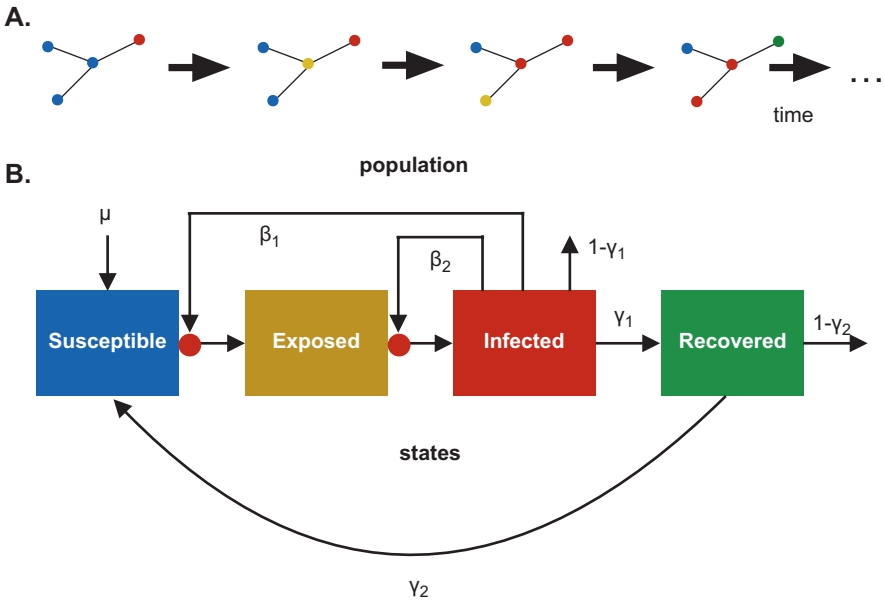 A.
...
time
population
B.
μ
β1
β2
1-γ1
Susceptible
Exposed
Infected
γ1
Recovered
1-γ2
states
γ2